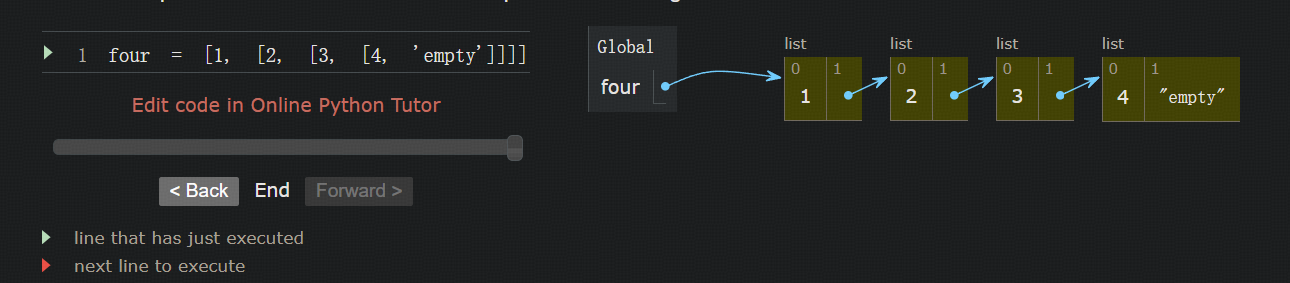 1 four = [1, [2, [3, [4, 'empty']]]]
Edit code in Online Python Tutor
< Back End Forward >
line that has just executed
next line to execute
Global
four
list list list list
0 1 0 1 0 1 0 1
1 2 3 4 "empty"